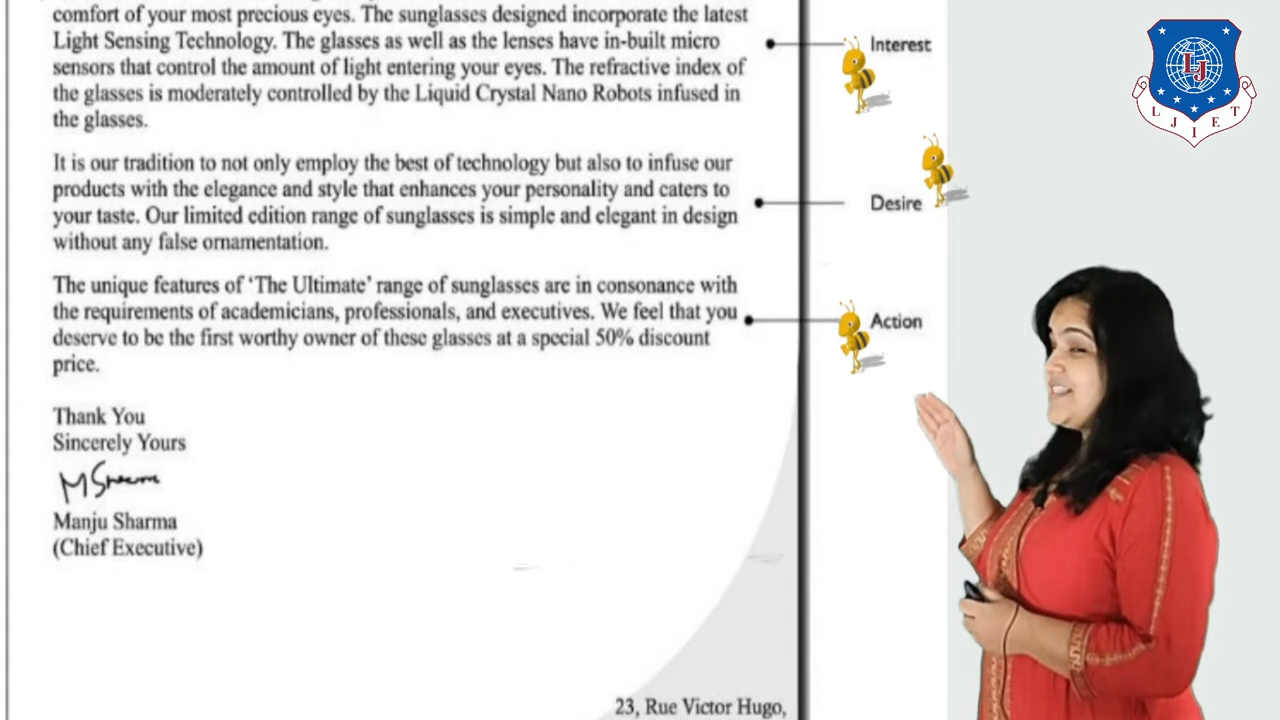 comfort of your most precious eyes. The sunglasses designed incorporate the latest
Light Sensing Technology. The glasses as well as the lenses have in-built micro
sensors that control the amount of light entering your eyes. The refractive index of
the glasses is moderately controlled by the Liquid Crystal Nano Robots infused in
the glasses.
It is our tradition to not only employ the best of technology but also to infuse our
products with the elegance and style that enhances your personality and caters to
your taste. Our limited edition range of sunglasses is simple and elegant in design
without any false ornamentation.
The unique features of ‘The Ultimate’ range of sunglasses are in consonance with
the requirements of academicians, professionals, and executives. We feel that you
deserve to be the first worthy owner of these glasses at a special 50% discount
price.
Thank You
Sincerely Yours
M Sharma
Manju Sharma
(Chief Executive)
23, Rue Victor Hugo,
Interest
Desire
Action
LJ
L J I E T